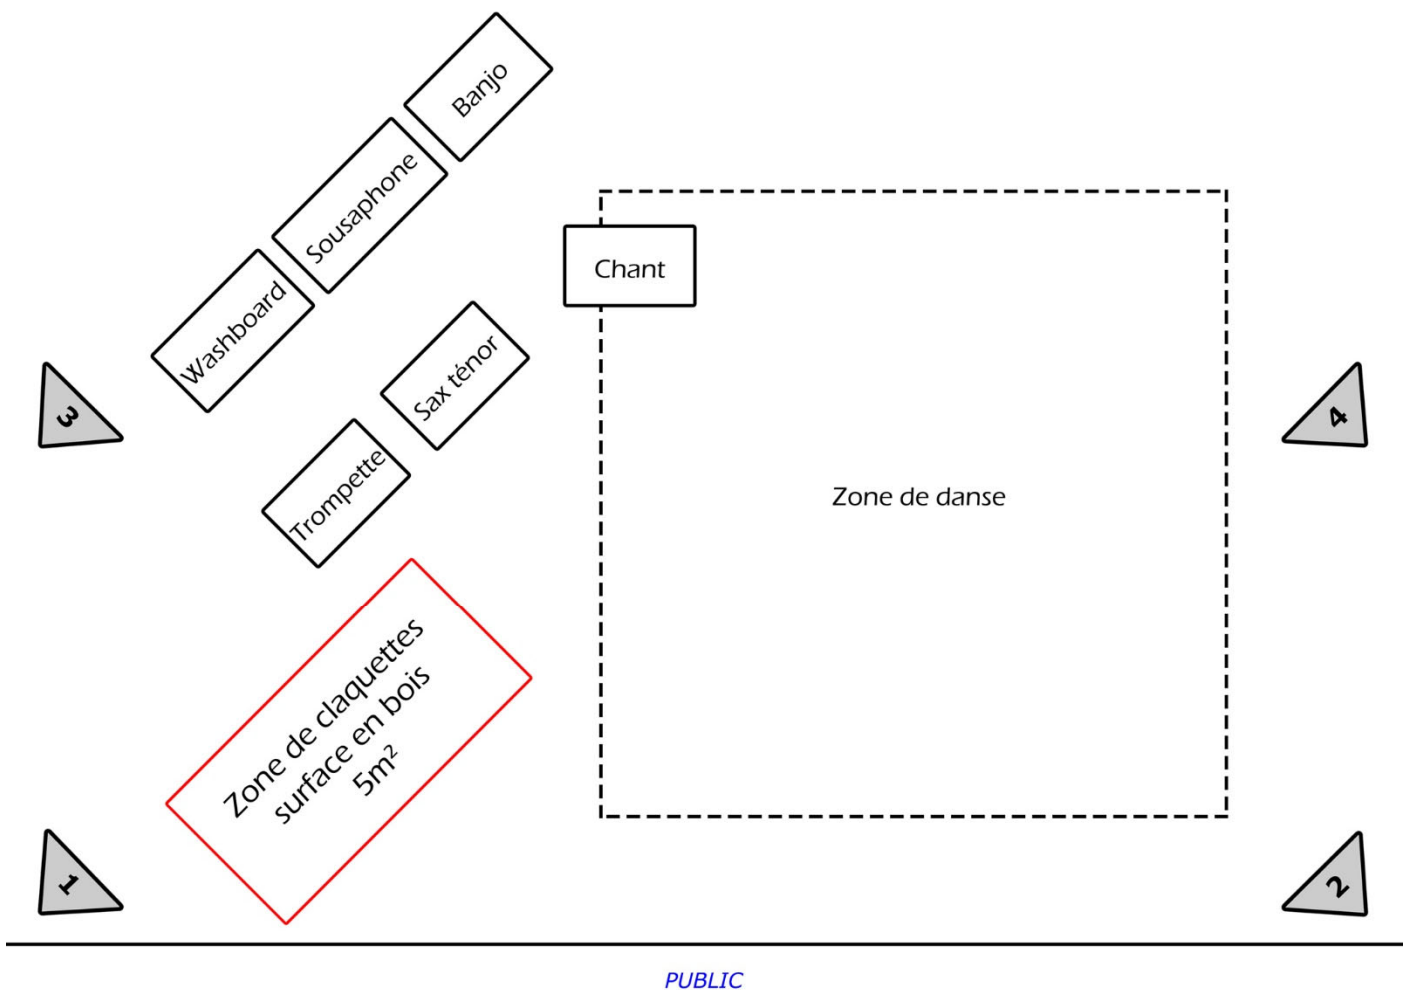 Banjo
Sousaphone
Washboard
Chant
Sax ténor
Trompette
3
4
Zone de danse
Zone de claquettes
surface en bois
5m²
1
2
PUBLIC